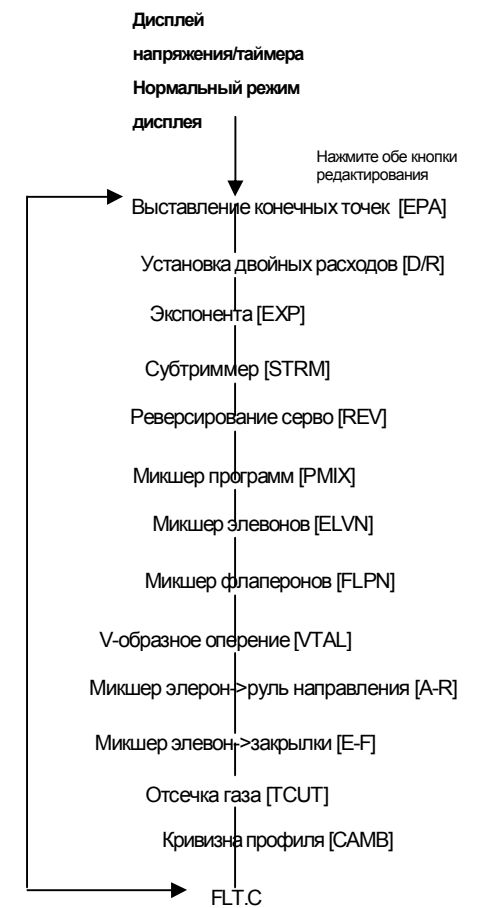 Дисплей
напряжения/таймера
Нормальный режим
дисплея
Нажмите обе кнопки
редактирования
Выставление конечных точек [EPA]
Установка двойных расходов [D/R]
Экспонента [EXP]
Субтриммер [STRM]
Реверсирование серво [REV]
Микшер программ [PMIX]
Микшер элевонов [ELVN]
Микшер флаперонов [FLPN]
V-образное оперение [VTAL]
Микшер элерон->руль направления [A-R]
Микшер элевон->закрылки [E-F]
Отсечка газа [TCUT]
Кривизна профиля [CAMB]
FLT.C